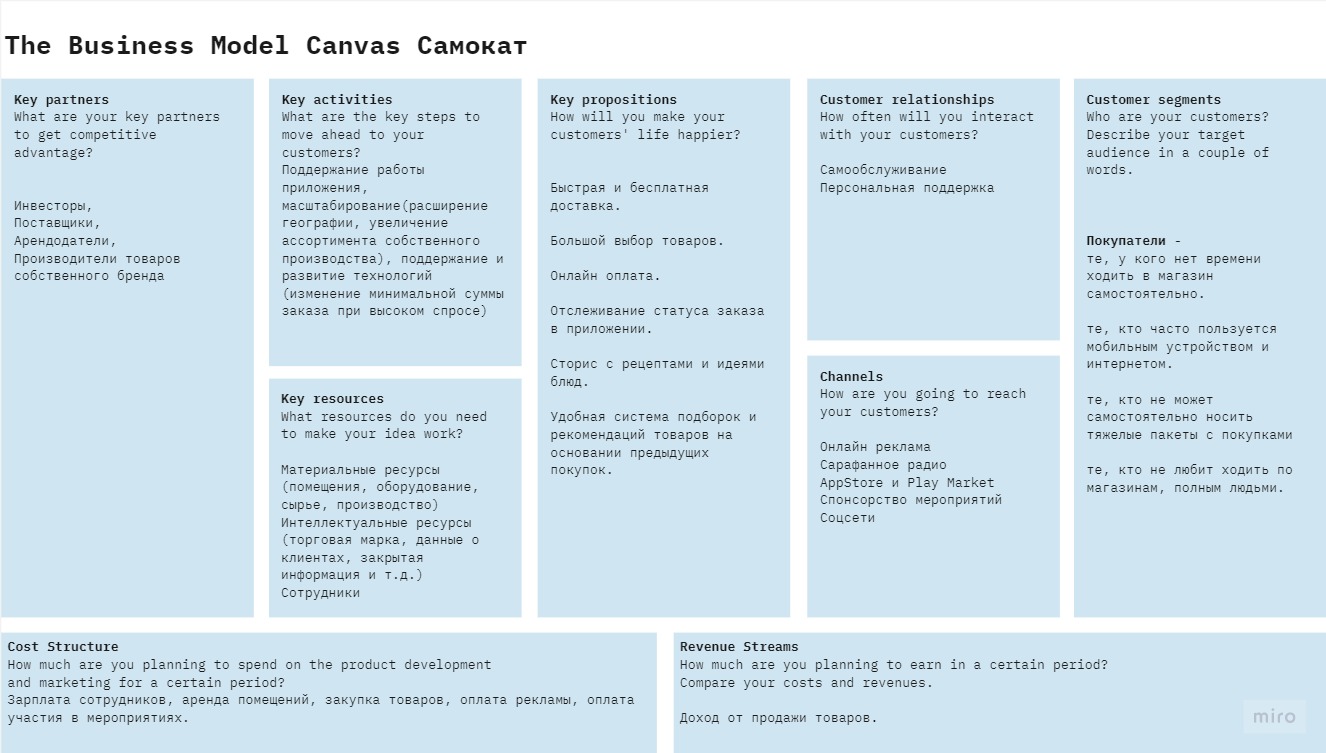 The Business Model Canvas Самокат
Key partners
What are your key partners
to get competitive
advantage?
Инвесторы,
Поставщики,
Арендодатели,
Производители товаров
собственного бренда
Key activities
What are the key steps to
move ahead to your
customers?
Поддержание работы
приложения,
масштабирование(расширение
географии, увеличение
ассортимента собственного
производства), поддержание и
развитие технологий
(изменение минимальной суммы
заказа при высоком спросе)
Key resources
What resources do you need
to make your idea work?
Материальные ресурсы
(помещения, оборудование,
сырье, производство)
Интеллектуальные ресурсы
(торговая марка, данные о
клиентах, закрытая
информация и т.д.)
Сотрудники
Key propositions
How will you make your
customers' life happier?
Быстрая и бесплатная
доставка.
Большой выбор товаров.
Онлайн оплата.
Отслеживание статуса заказа
в приложении.
Сторис с рецептами и идеями
блюд.
Удобная система подборок и
рекомендаций товаров на
основании предыдущих
покупок.
Customer relationships
How often will you interact
with your customers?
Самообслуживание
Персональная поддержка
Channels
How are you going to reach
your customers?
Онлайн реклама
Сарафанное радио
AppStore и Play Market
Спонсорство мероприятий
Соцсети
Customer segments
Who are your customers?
Describe your target
audience in a couple of
words.
Покупатели -
те, у кого нет времени
ходить в магазин
самостоятельно.
те, кто часто пользуется
мобильным устройством и
интернетом.
те, кто не может
самостоятельно носить
тяжелые пакеты с покупками
те, кто не любит ходить по
магазинам, полным людьми.
Cost Structure
How much are you planning to spend on the product development
and marketing for a certain period?
Зарплата сотрудников, аренда помещений, закупка товаров, оплата рекламы, оплата
участия в мероприятиях.
Revenue Streams
How much are you planning to earn in a certain period?
Compare your costs and revenues.
Доход от продажи товаров.
miro